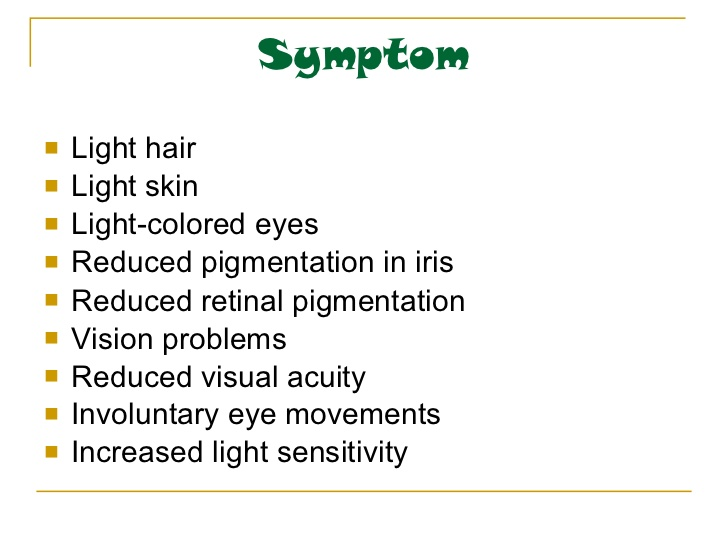 Symptom
Light hair
Light skin
Light-colored eyes
Reduced pigmentation in iris
Reduced retinal pigmentation
Vision problems
Reduced visual acuity
Involuntary eye movements
Increased light sensitivity